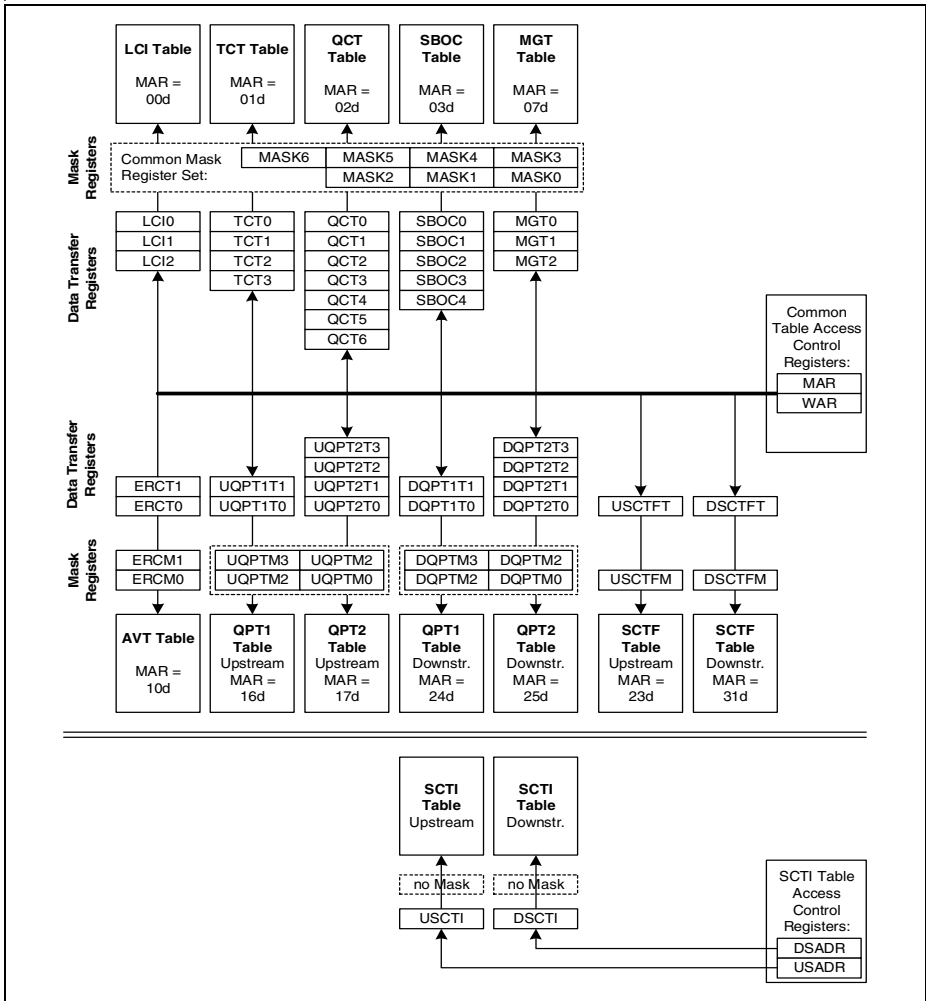 LCI Table
MAR =
00d
TCT Table
MAR =
01d
QCT
Table
MAR =
02d
SBOC
Table
MAR =
03d
MGT
Table
MAR =
07d
Mask
Registers
Common Mask
Register Set:
MASK6
MASK5
MASK4
MASK3
MASK2
MASK1
MASK0
Data Transfer
Registers
LCI0
LCI1
LCI2
TCT0
TCT1
TCT2
TCT3
QCT0
QCT1
QCT2
QCT3
QCT4
QCT5
QCT6
SBOC0
SBOC1
SBOC2
SBOC3
SBOC4
MGT0
MGT1
MGT2
Common
Table Access
Control
Registers:
MAR
WAR
Data Transfer
Registers
ERCT1
ERCT0
UQPT1T1
UQPT1T0
UQPT2T3
UQPT2T2
UQPT2T1
UQPT2T0
DQPT1T1
DQPT1T0
DQPT2T3
DQPT2T2
DQPT2T1
DQPT2T0
USCTFT
DSCTFT
Mask
Registers
ERCM1
ERCM0
UQPTM3
UQPTM2
UQPTM2
UQPTM0
DQPTM3
DQPTM2
DQPTM2
DQPTM0
USCTFM
DSCTFM
AVT Table
MAR =
10d
QPT1
Table
Upstream
MAR =
16d
QPT2
Table
Upstream
MAR =
17d
QPT1
Table
Downstr.
MAR =
24d
QPT2
Table
Downstr.
MAR =
25d
SCTF
Table
Upstream
MAR =
23d
SCTF
Table
Downstr.
MAR =
31d
SCTI
Table
Upstream
SCTI
Table
Downstr.
no Mask
no Mask
USCTI
DSCTI
SCTI Table
Access
Control
Registers:
DSADR
USADR